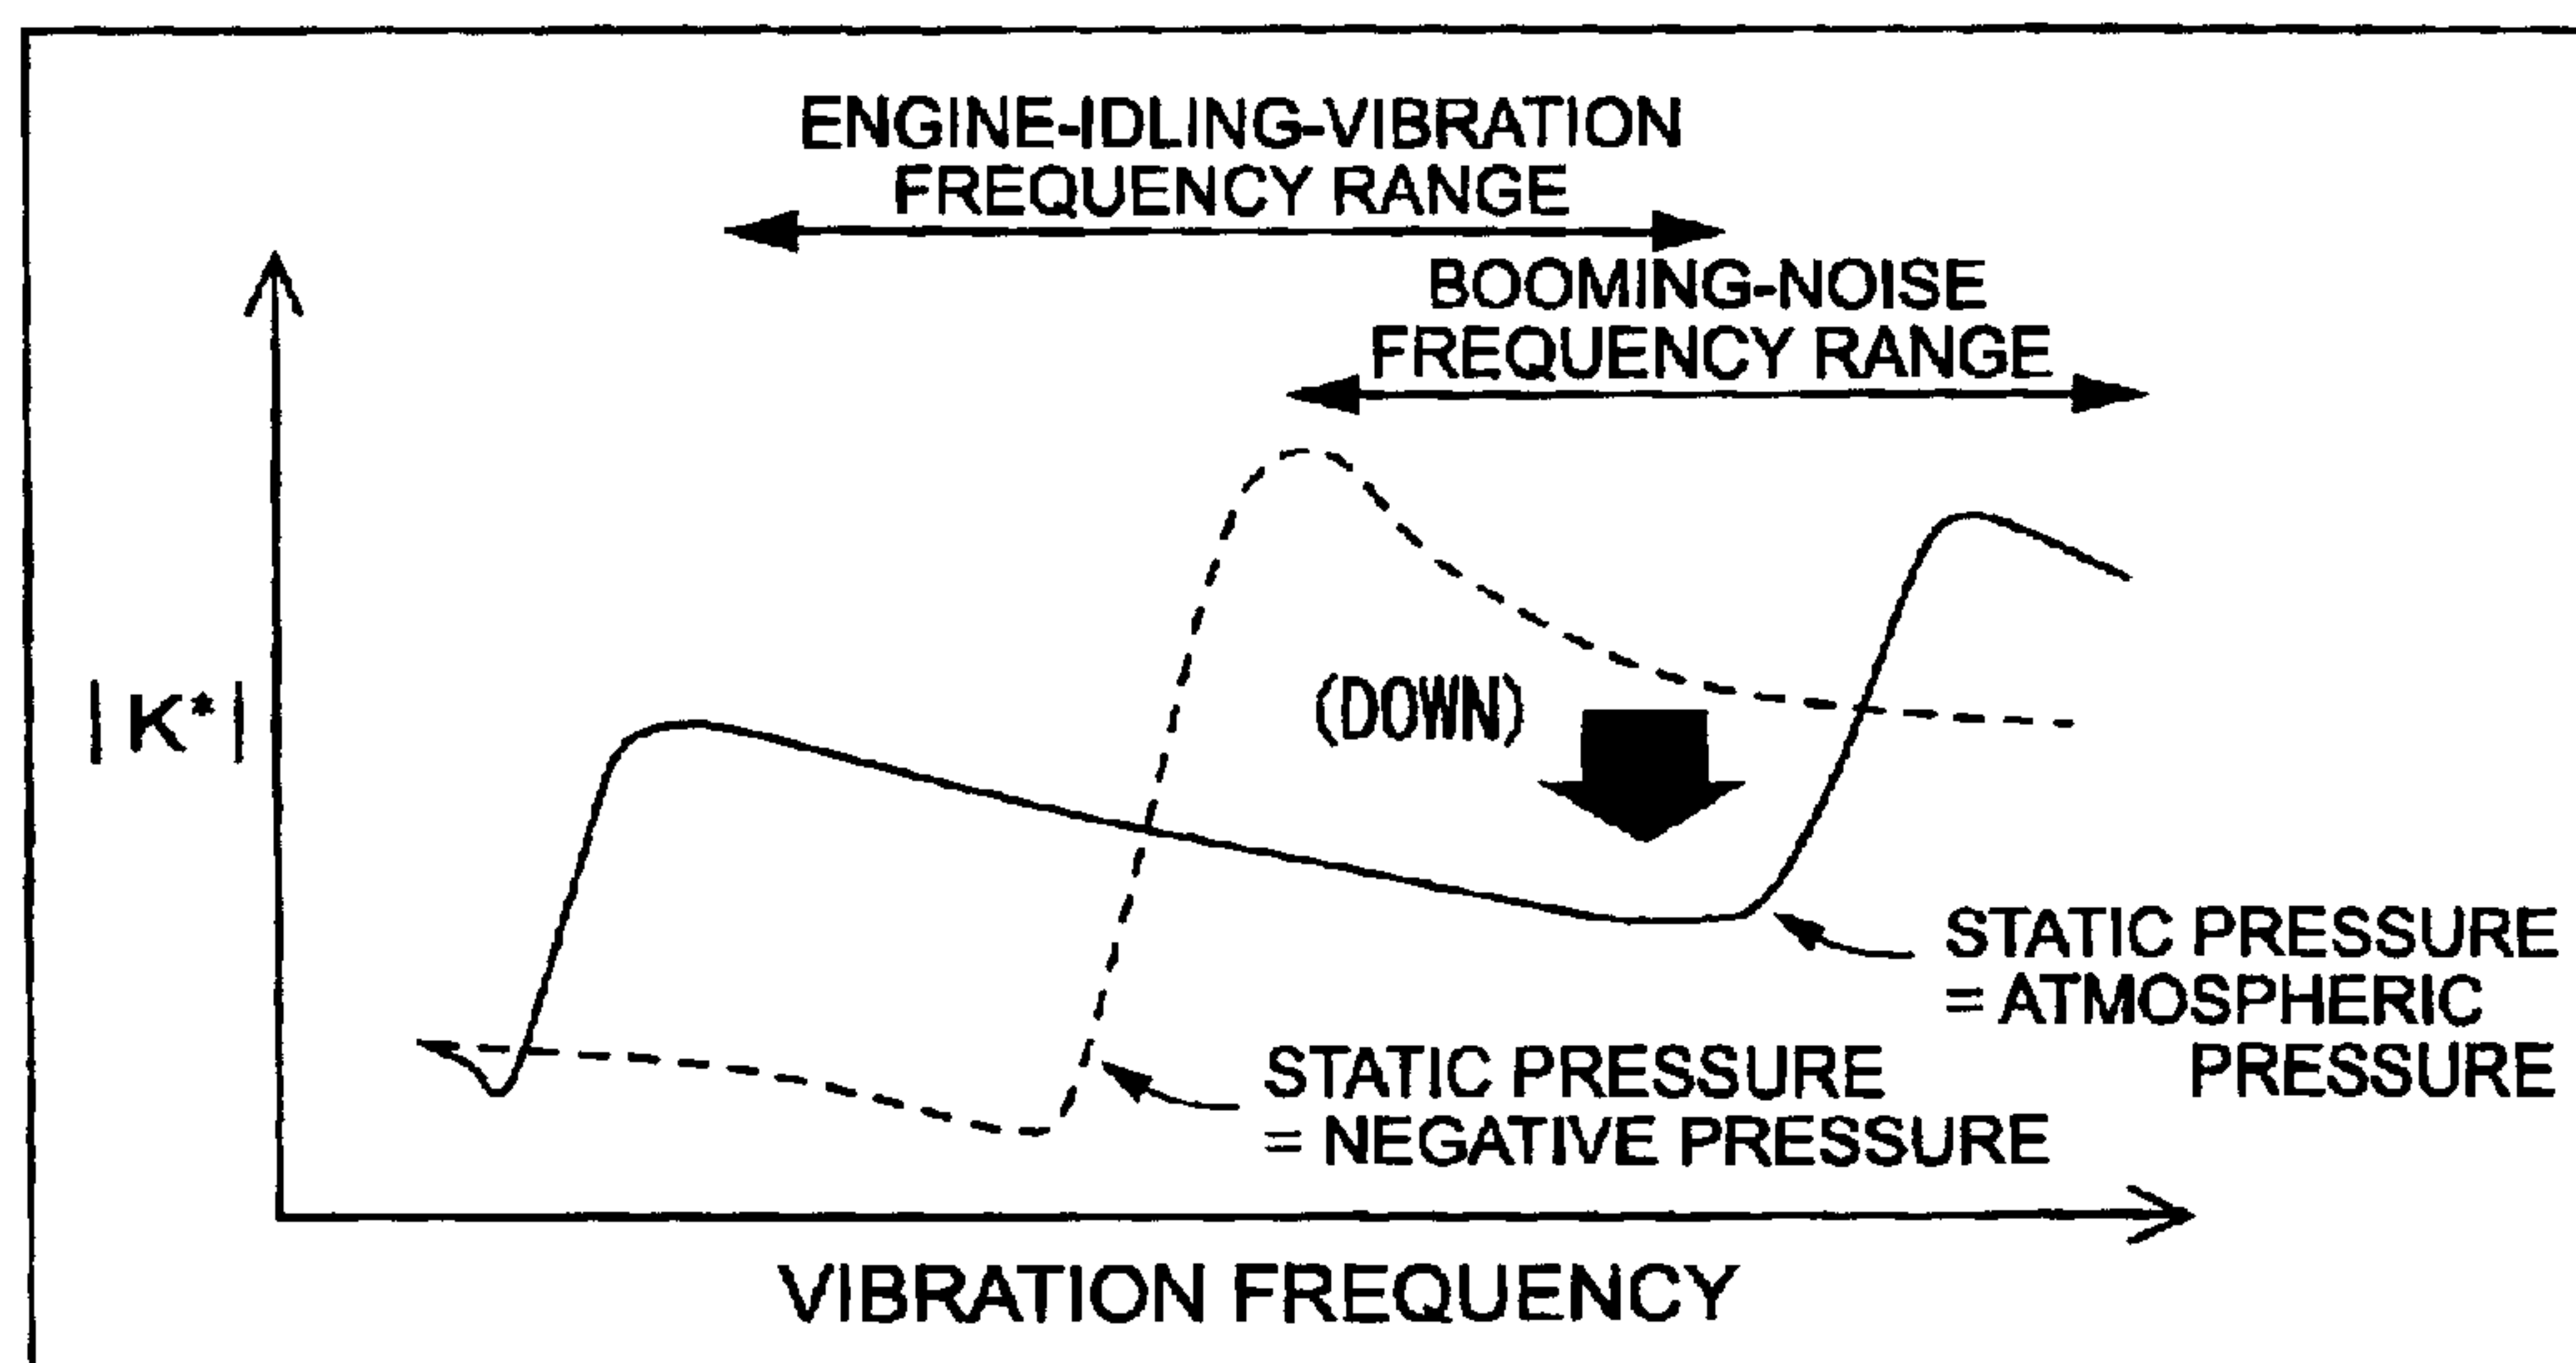 ENGINE-IDLING-VIBRATION
FREQUENCY RANGE
BOOMING-NOISE
FREQUENCY RANGE
(DOWN)
|K*|
STATIC PRESSURE
= ATMOSPHERIC
PRESSURE
STATIC PRESSURE
= NEGATIVE PRESSURE
VIBRATION FREQUENCY